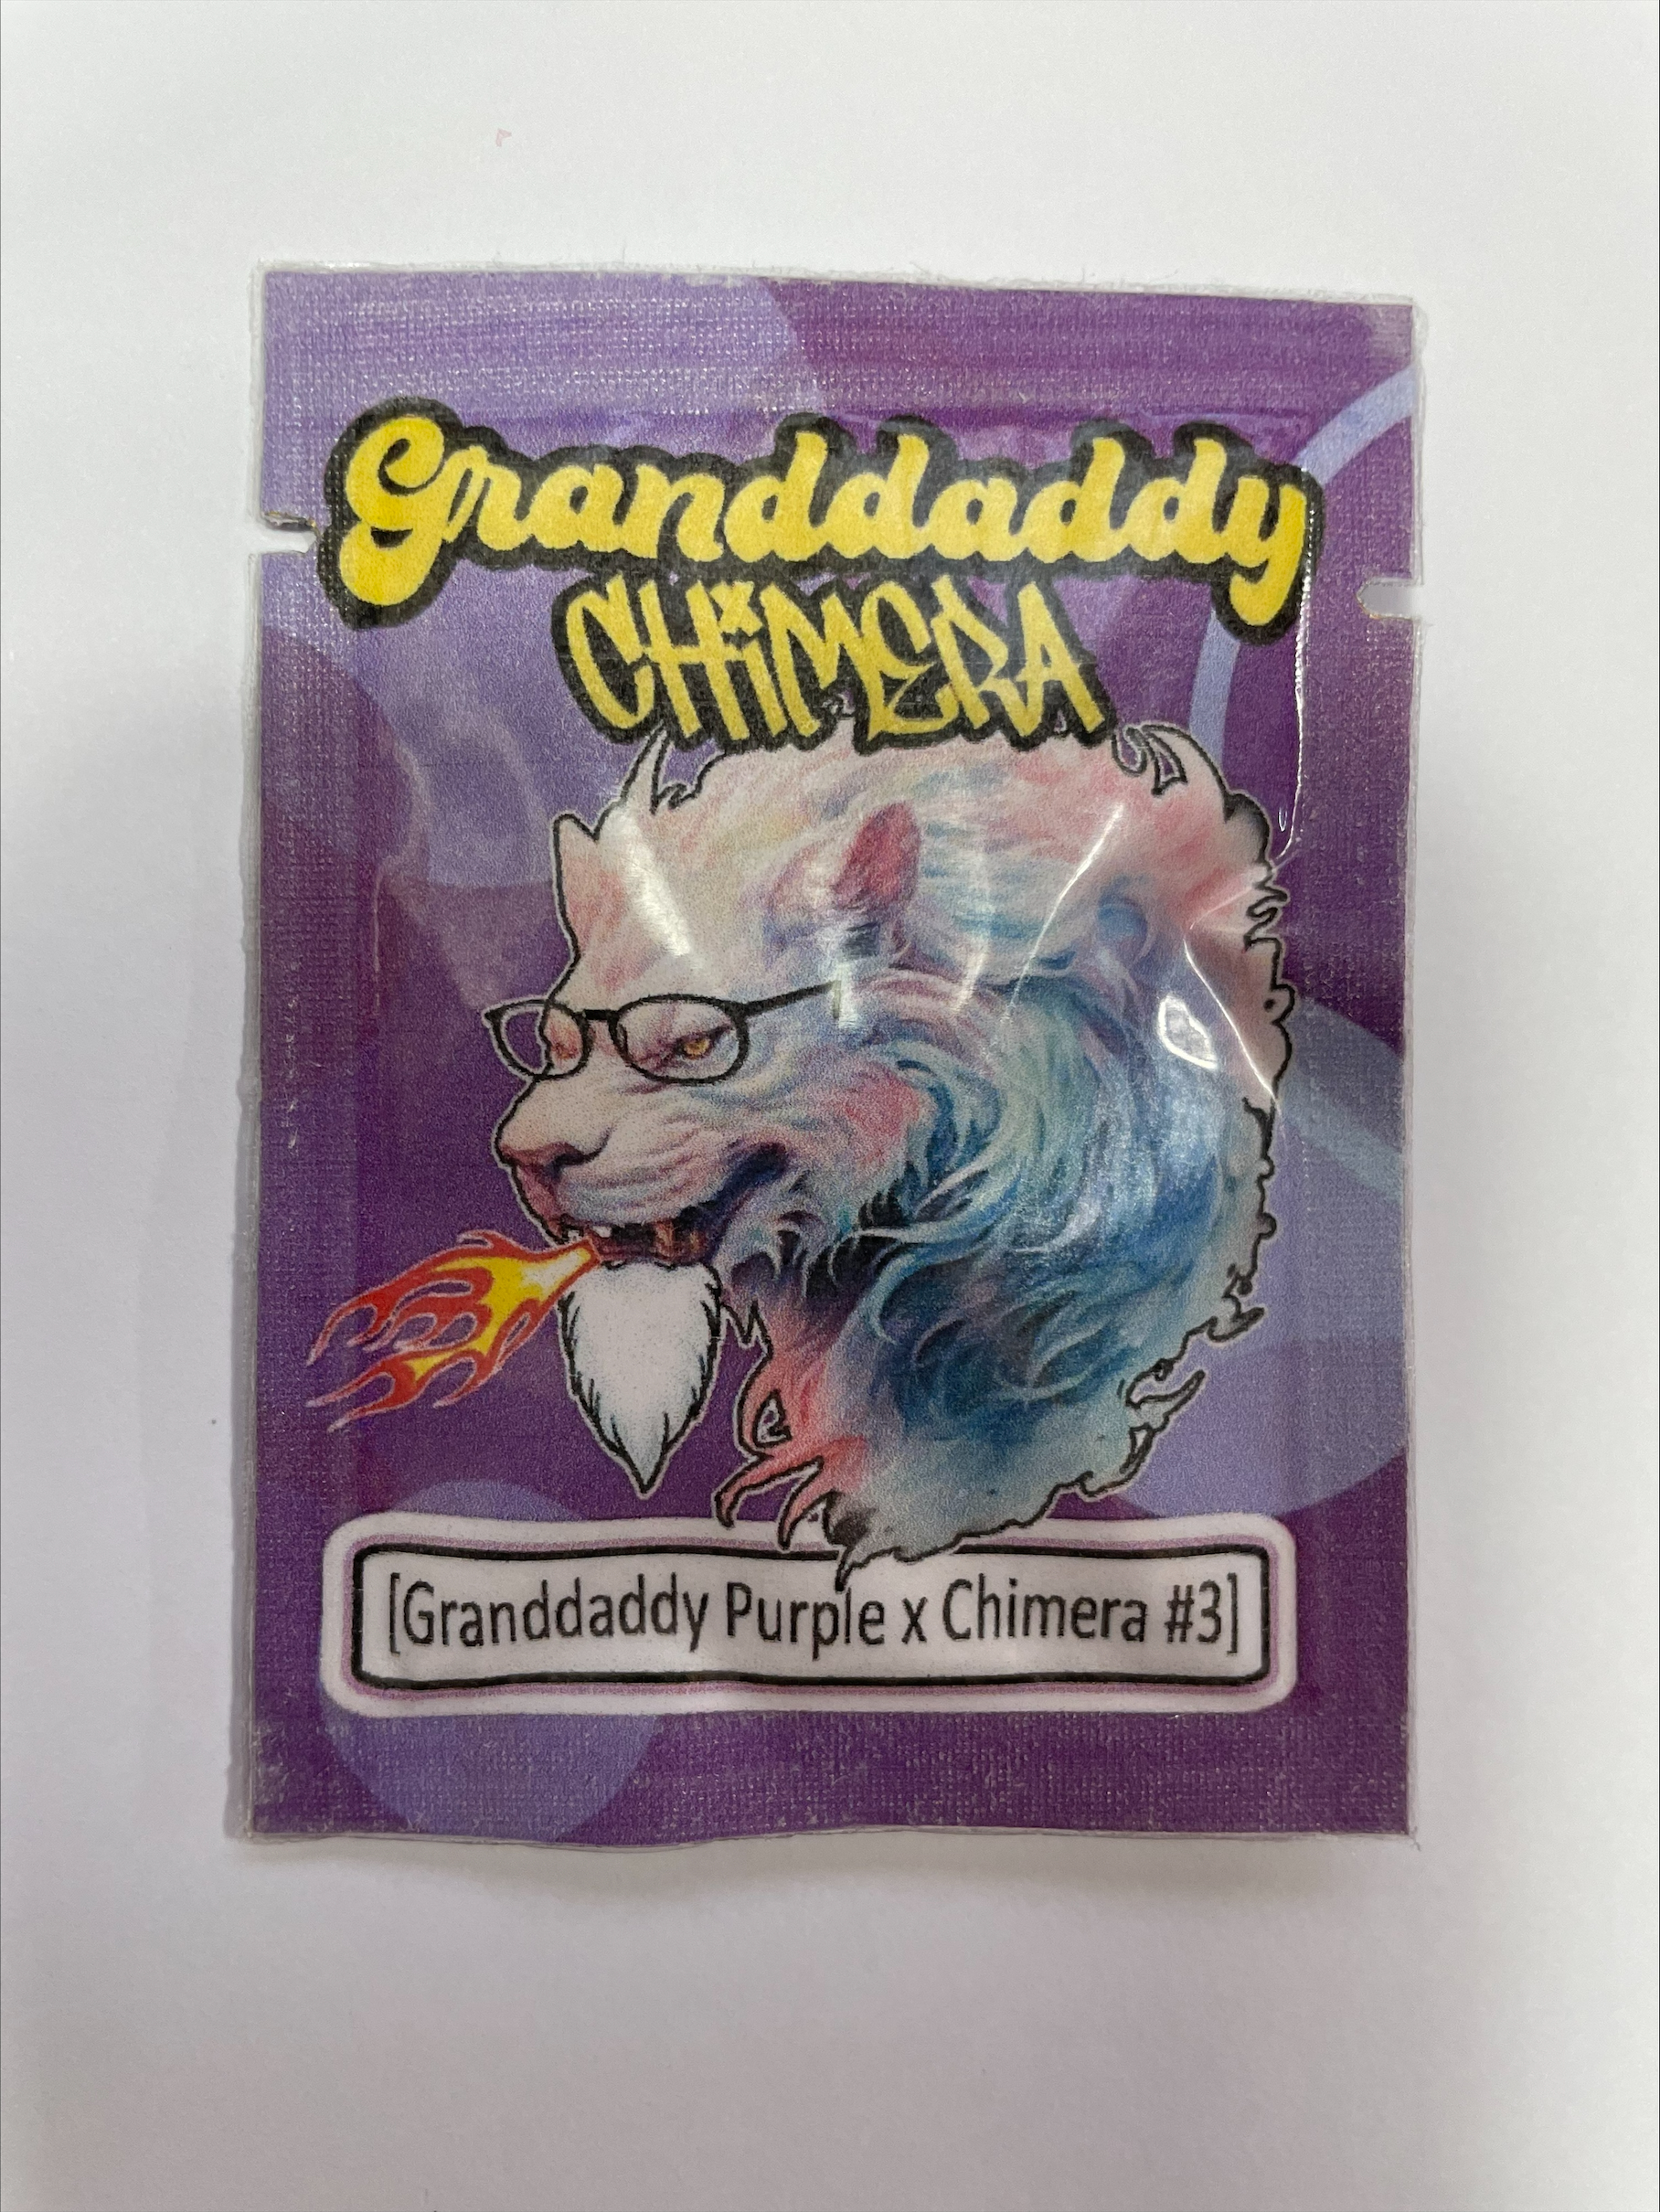 Granddaddy
CHiMERA
[Granddaddy Purple x Chimera #3]